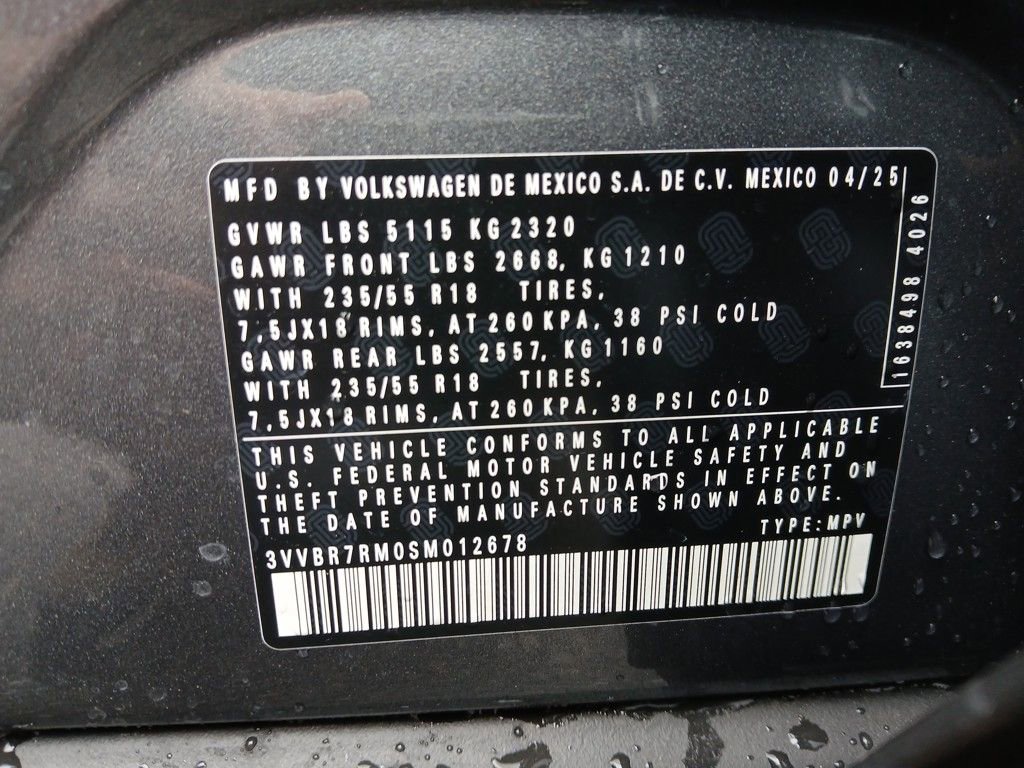 MFD BY VOLKSWAGEN DE MEXICO S.A. DE C.V. MEXICO 04/25
GVWR LBS 5115 KG 2320
GAWR FRONT LBS 2668, KG 1210
WITH 235/55 R18 TIRES,
7,5JX18 RIMS, AT 260 KPA, 38 PSI COLD
GAWR REAR LBS 2557, KG 1160
WITH 235/55 R18 TIRES,
7,5JX18 RIMS, AT 260 KPA, 38 PSI COLD
1638498 4026
THIS VEHICLE CONFORMS TO ALL APPLICABLE
U.S. FEDERAL MOTOR VEHICLE SAFETY AND
THEFT PREVENTION STANDARDS IN EFFECT ON
THE DATE OF MANUFACTURE SHOWN ABOVE.
TYPE: MPV
3VVBR7RM0SM012678